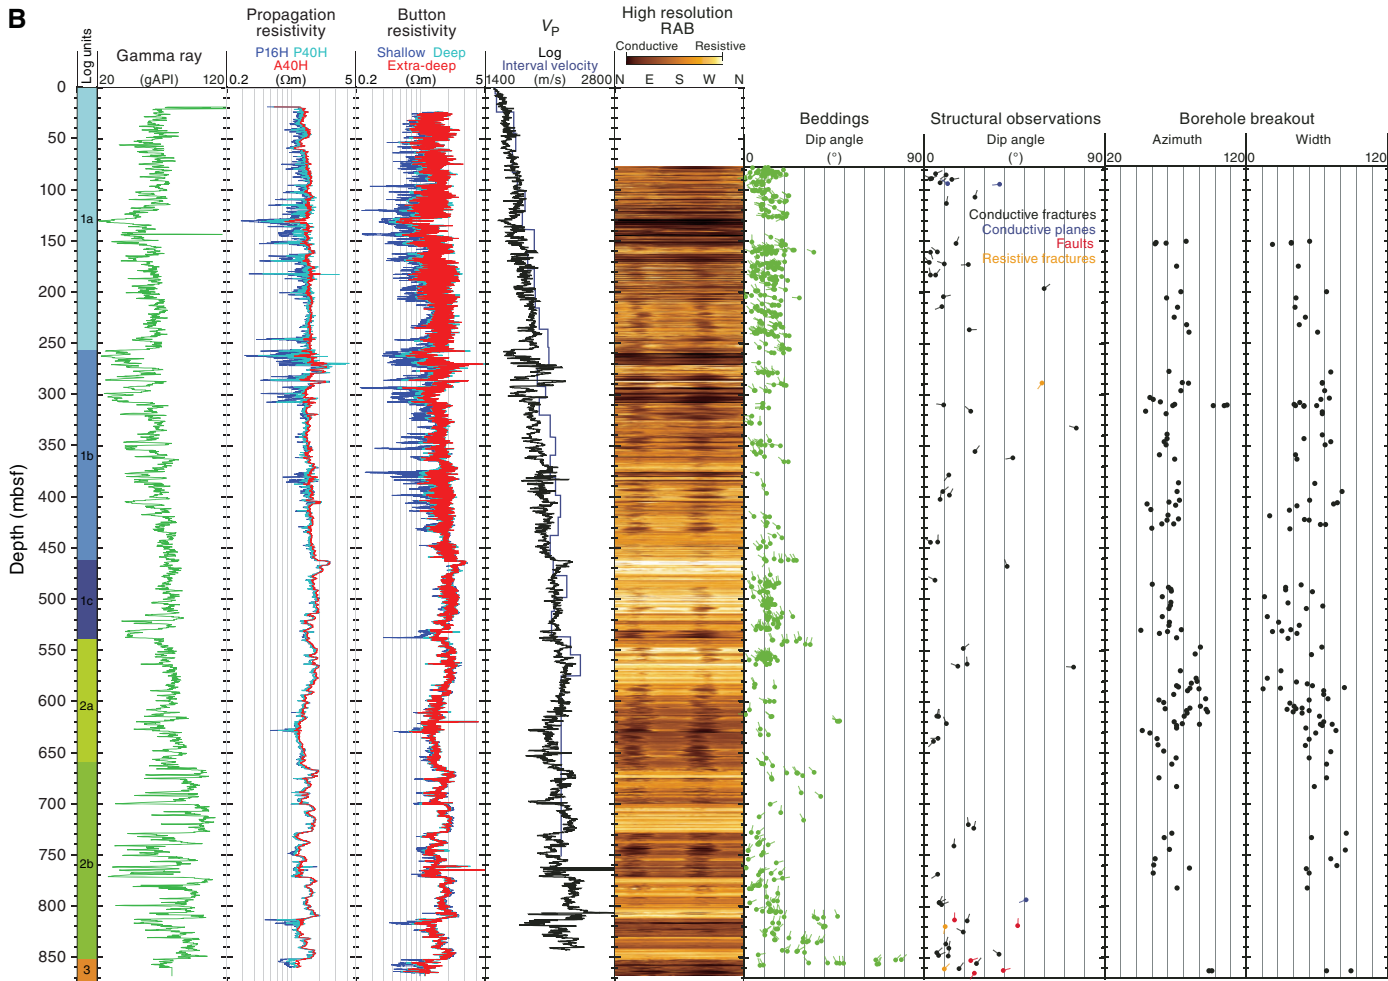 B
Log units
Gamma ray
20 (gAPI) 120
Propagation
resistivity
P16H P40H
A40H
0.2 (Ωm) 5
Button
resistivity
Shallow Deep
Extra-deep
0.2 (Ωm) 5
VP
Log
Interval velocity
1400 (m/s) 2800
High resolution
RAB
Conductive Resistive
N E S W N
Beddings
Dip angle
0 (°) 90
Structural observations
Dip angle
0 (°) 90
Borehole breakout
Azimuth
20 120
Width
20 120
Conductive fractures
Conductive planes
Faults
Resistive fractures
Depth (mbsf)
0
50
100
150
200
250
300
350
400
450
500
550
600
650
700
750
800
850
1a
1b
1c
2a
2b
3